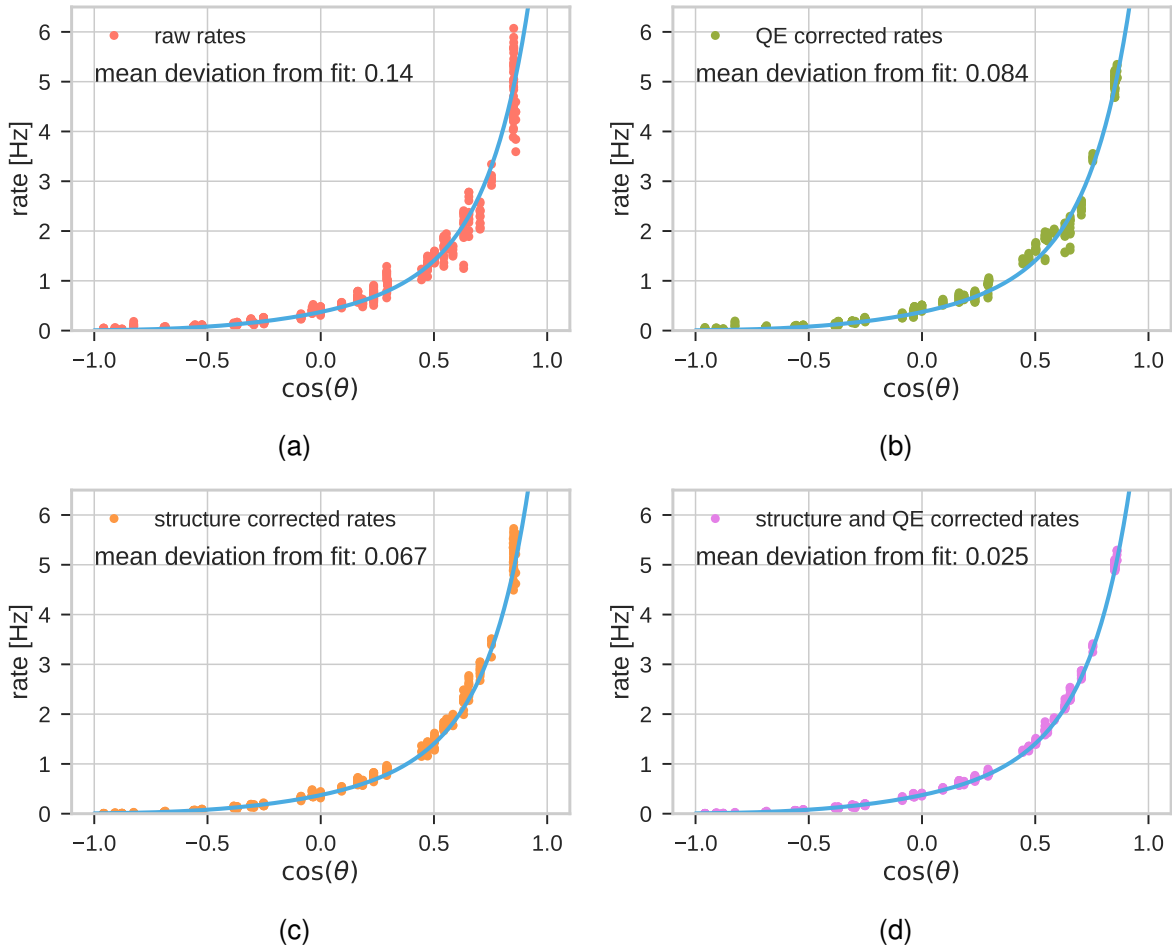 raw rates
mean deviation from fit: 0.14
rate [Hz]
6
5
4
3
2
1
0
−1.0 −0.5 0.0 0.5 1.0
cos(θ)
(a)
QE corrected rates
mean deviation from fit: 0.084
rate [Hz]
6
5
4
3
2
1
0
−1.0 −0.5 0.0 0.5 1.0
cos(θ)
(b)
structure corrected rates
mean deviation from fit: 0.067
rate [Hz]
6
5
4
3
2
1
0
−1.0 −0.5 0.0 0.5 1.0
cos(θ)
(c)
structure and QE corrected rates
mean deviation from fit: 0.025
rate [Hz]
6
5
4
3
2
1
0
−1.0 −0.5 0.0 0.5 1.0
cos(θ)
(d)